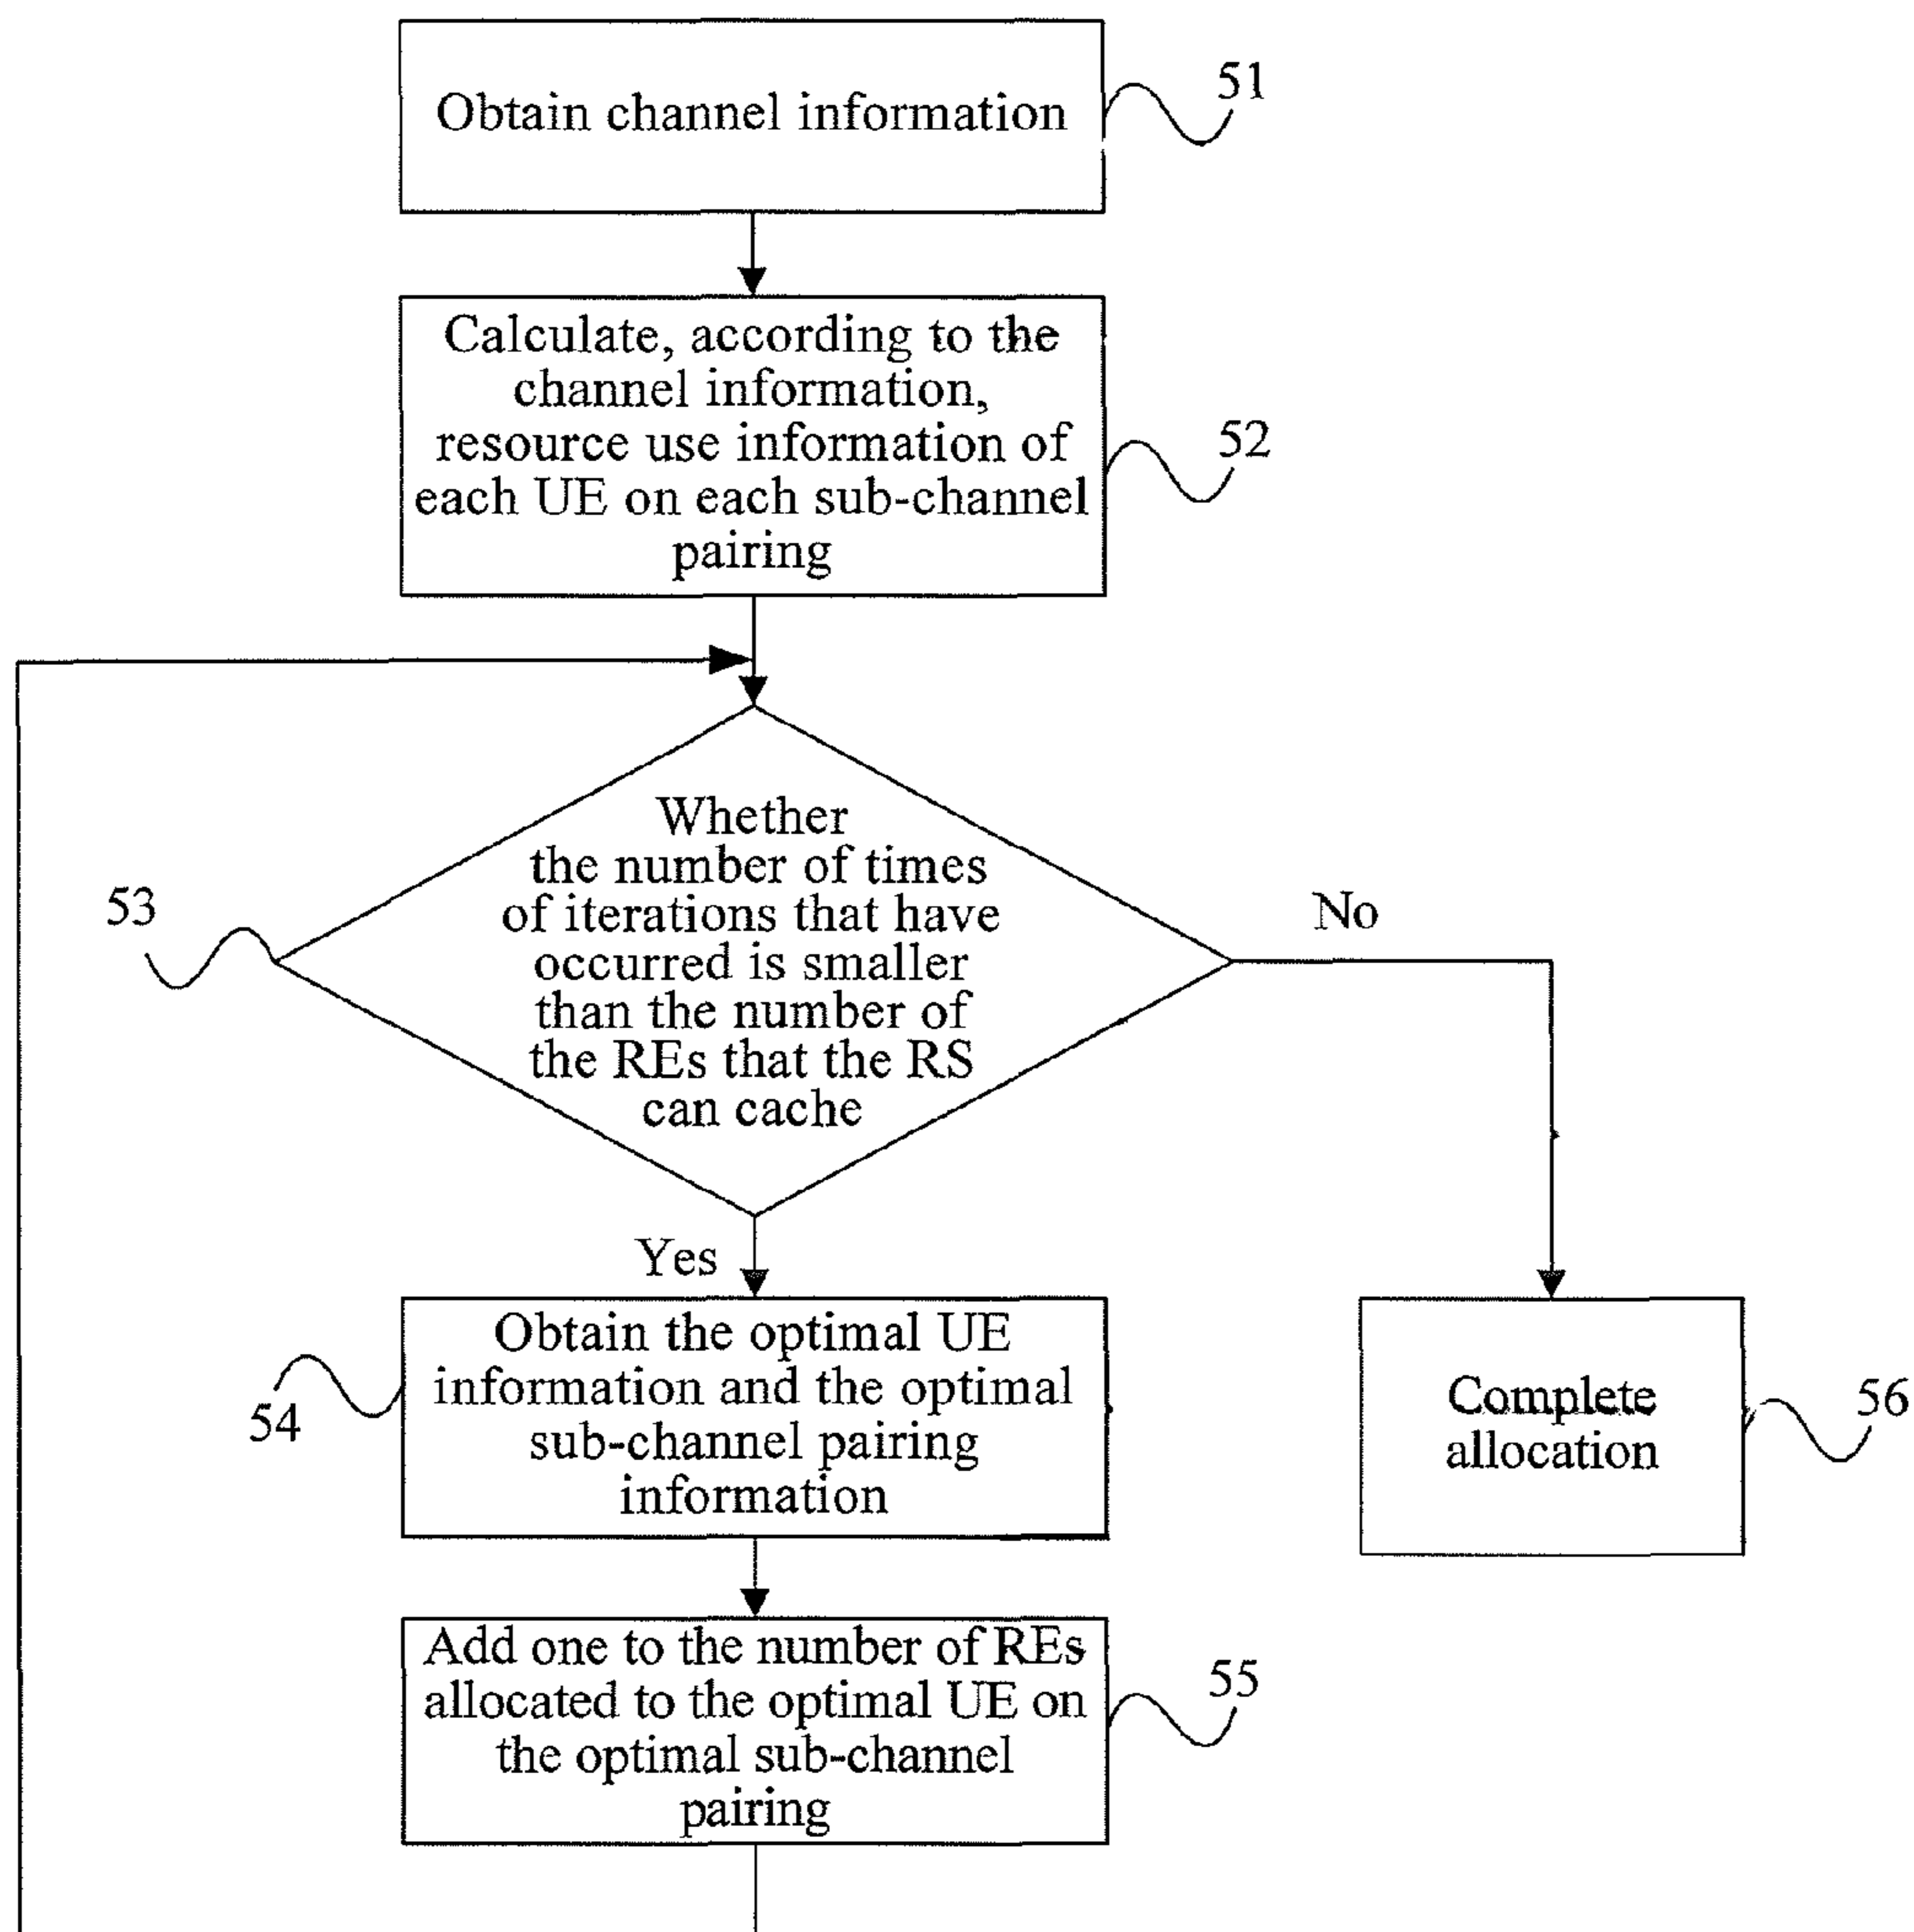 Obtain channel information
51
Calculate, according to the
channel information,
resource use information of
each UE on each sub-channel
pairing
52
Whether
the number of times
of iterations that have
occurred is smaller
than the number of
the REs that the RS
can cache
53
No
Yes
Obtain the optimal UE
information and the optimal
sub-channel pairing
information
54
Complete
allocation
56
Add one to the number of REs
allocated to the optimal UE on
the optimal sub-channel
pairing
55